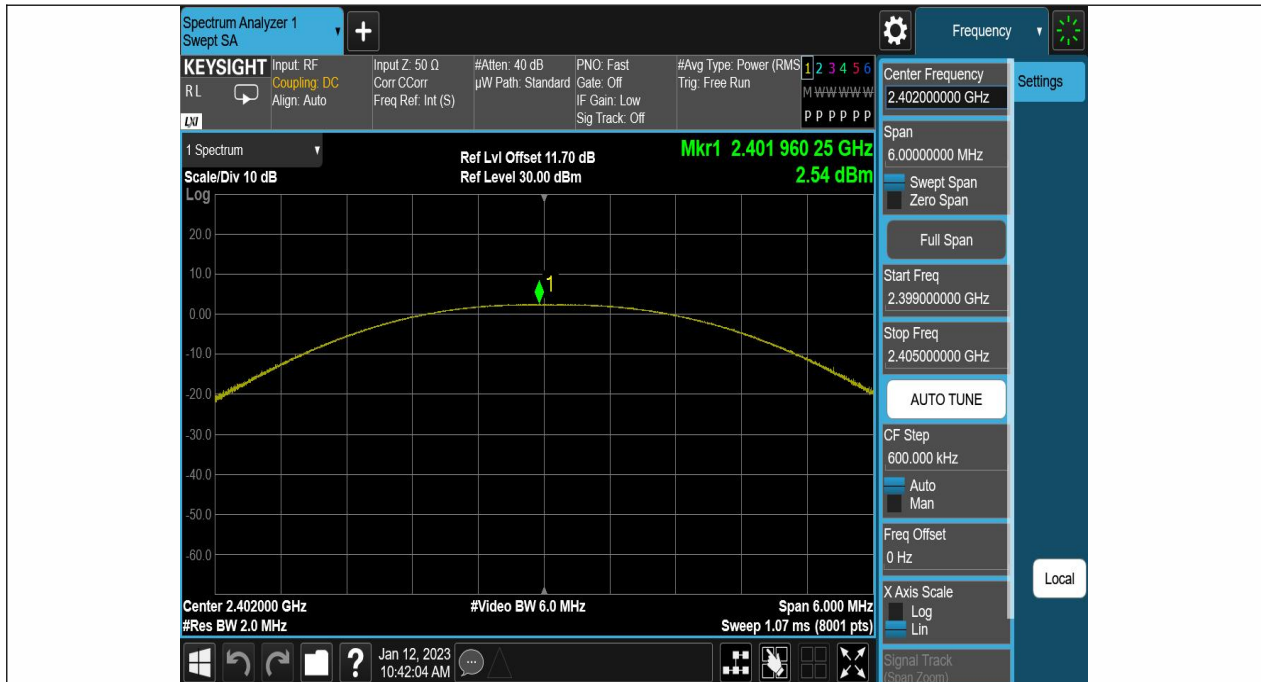 Spectrum Analyzer 1
Swept SA
+
Frequency
KEYSIGHT
RL
LXI
Input: RF
Coupling: DC
Align: Auto
Input Z: 50 Ω
Corr CCorr
Freq Ref: Int (S)
#Atten: 40 dB
µW Path: Standard
PNO: Fast
Gate: Off
IF Gain: Low
Sig Track: Off
#Avg Type: Power (RMS
Trig: Free Run
1 2 3 4 5 6
M W W W W W
P P P P P P
1 Spectrum
Scale/Div 10 dB
Log
Ref Lvl Offset 11.70 dB
Ref Level 30.00 dBm
Mkr1 2.401 960 25 GHz
2.54 dBm
20.0
10.0
0.00
-10.0
-20.0
-30.0
-40.0
-50.0
-60.0
1
Center 2.402000 GHz
#Res BW 2.0 MHz
#Video BW 6.0 MHz
Span 6.000 MHz
Sweep 1.07 ms (8001 pts)
?
Jan 12, 2023
10:42:04 AM
Center Frequency
2.402000000 GHz
Span
6.00000000 MHz
Swept Span
Zero Span
Full Span
Start Freq
2.399000000 GHz
Stop Freq
2.405000000 GHz
AUTO TUNE
CF Step
600.000 kHz
Auto
Man
Freq Offset
0 Hz
X Axis Scale
Log
Lin
Signal Track
(Span Zoom)
Settings
Local